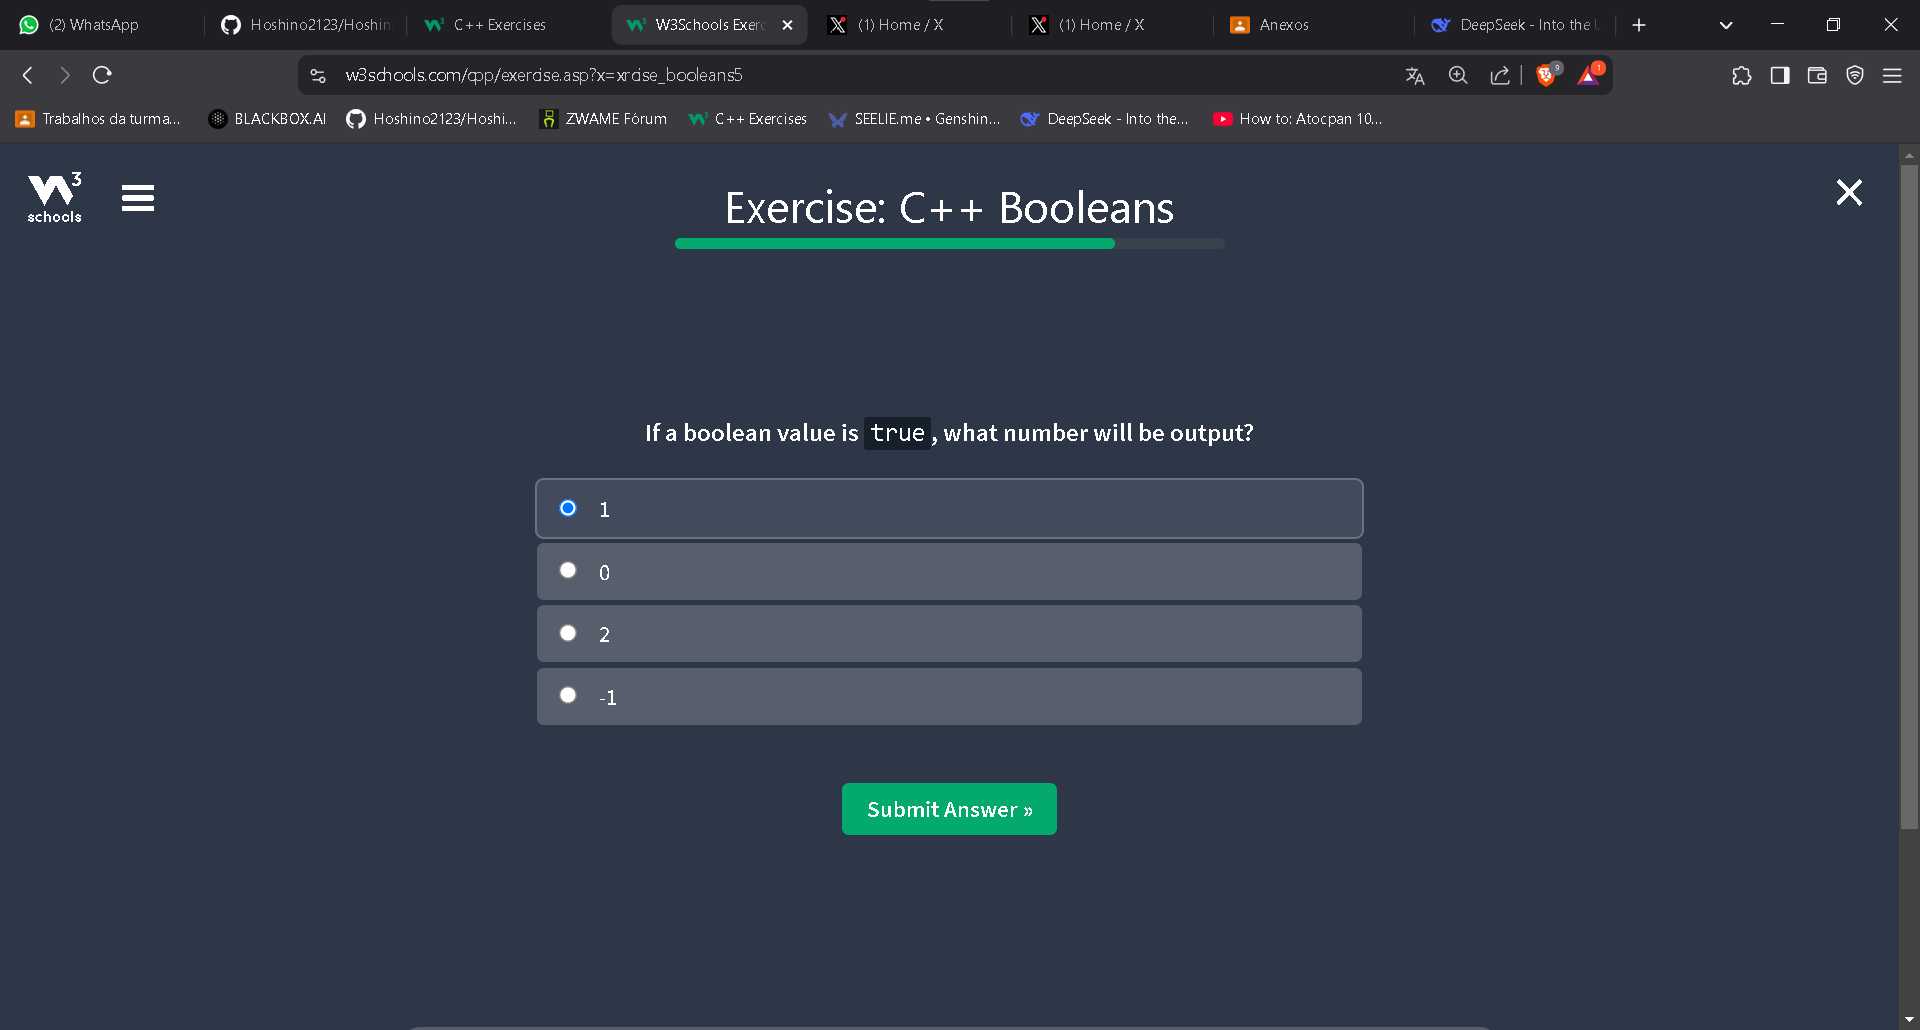 (2) WhatsApp
Hoshino2123/Hoshin
C++ Exercises
W3Schools Exerc
(1) Home / X
(1) Home / X
Anexos
DeepSeek - Into the U
w3schools.com/cpp/exercise.asp?x=xrcise_booleans5
9
1
Trabalhos da turma...
BLACKBOX.AI
Hoshino2123/Hoshi...
ZWAME Fórum
C++ Exercises
SEELIE.me • Genshin...
DeepSeek - Into the...
How to: Atocpan 10...
3
schools
Exercise: C++ Booleans
If a boolean value is true, what number will be output?
1
0
2
-1
Submit Answer »